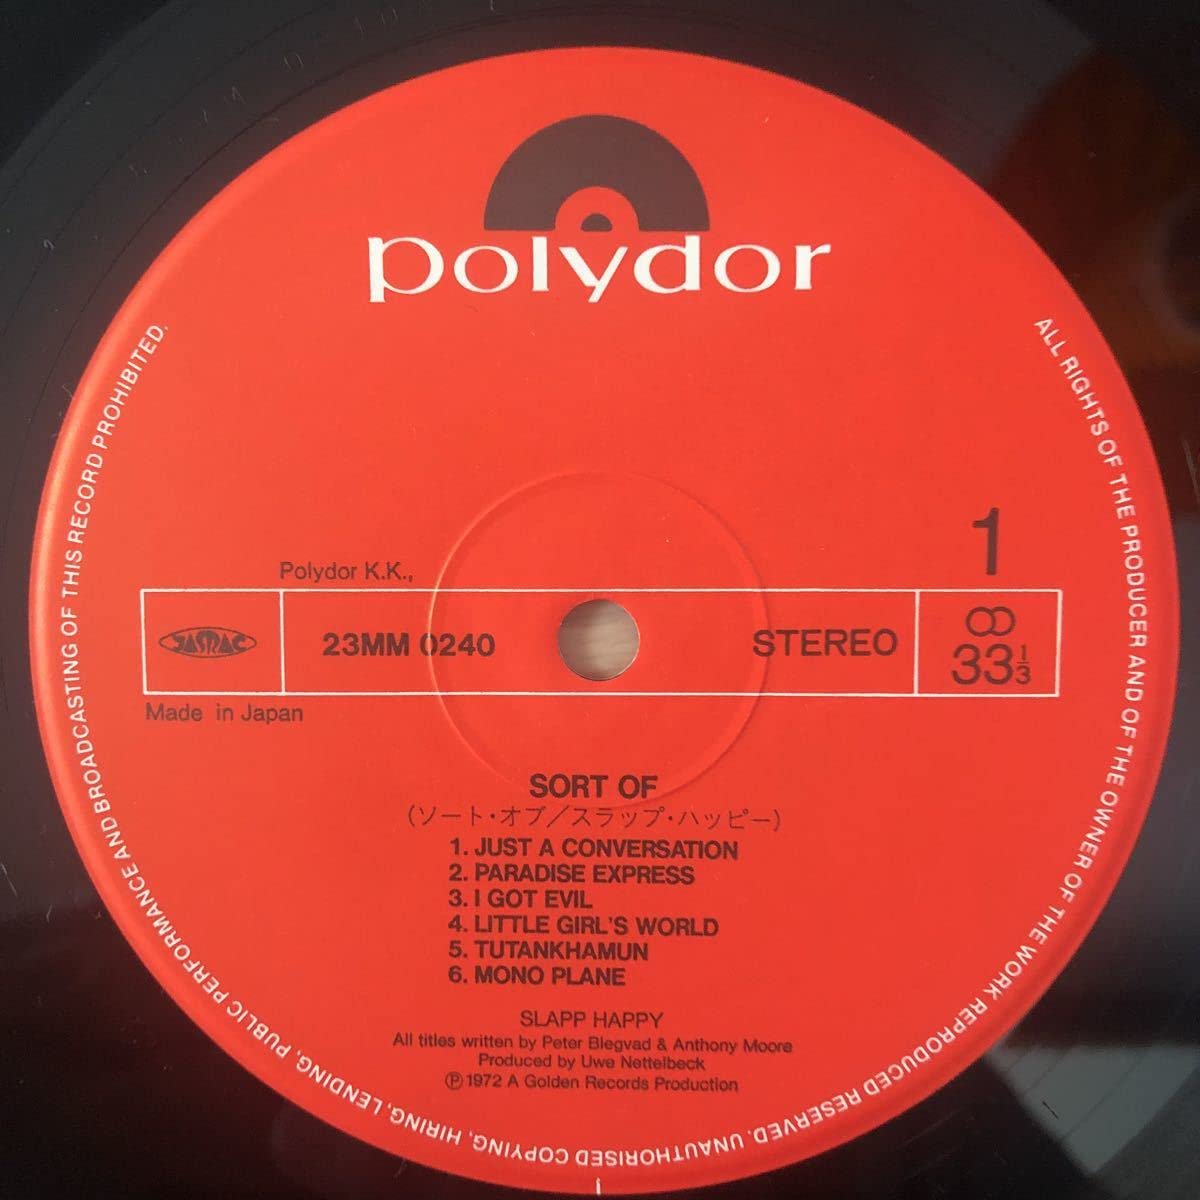 polydor
ALL RIGHTS OF THE PRODUCER AND OF THE OWNER OF THE WORK REPRODUCED RESERVED. UNAUTHORISED COPYING, HIRING, LENDING, PUBLIC PERFORMANCE AND BROADCASTING OF THIS RECORD PROHIBITED.
1
Polydor K.K.,
JASRAC
23MM 0240
STEREO
33 1/3
Made in Japan
SORT OF
(ソート・オブ/スラップ・ハッピー)
1. JUST A CONVERSATION
2. PARADISE EXPRESS
3. I GOT EVIL
4. LITTLE GIRL'S WORLD
5. TUTANKHAMUN
6. MONO PLANE
SLAPP HAPPY
All titles written by Peter Blegvad & Anthony Moore
Produced by Uwe Nettelbeck
Ⓟ1972 A Golden Records Production